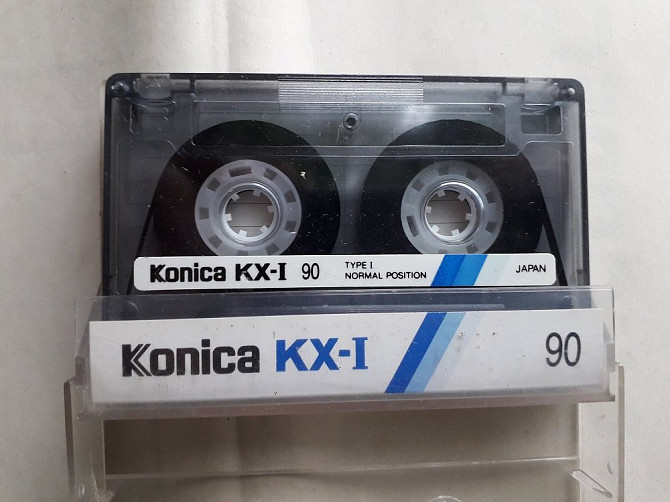 Konica KX-I 90 TYPE I
NORMAL POSITION JAPAN
Konica KX-I 90